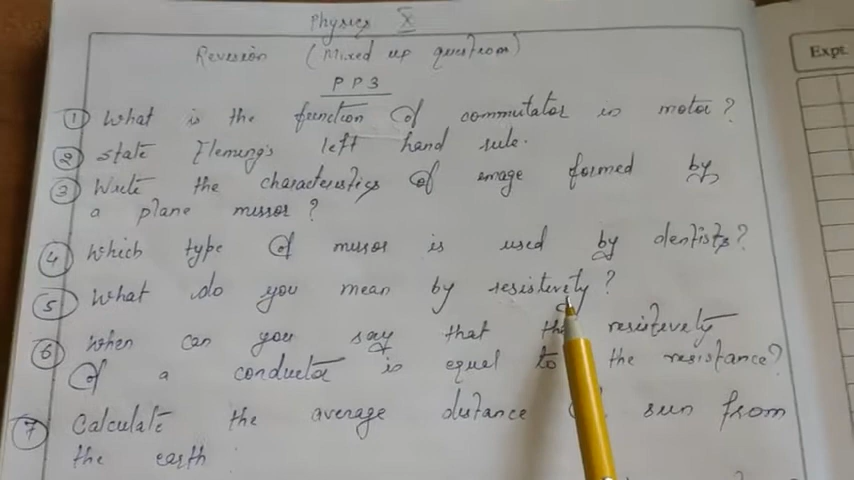 Physics X
Revision (Mixed up questions)
PP3
1 What is the function of commutator in motor?
2 State Fleming's left hand rule.
3 Write the characteristics of image formed by
a plane mirror?
4 Which type of mirror is used by dentists?
5 What do you mean by resistivity?
6 When can you say that the resistivity
of a conductor is equal to the resistance?
7 Calculate the average distance of sun from
the earth
Expt.